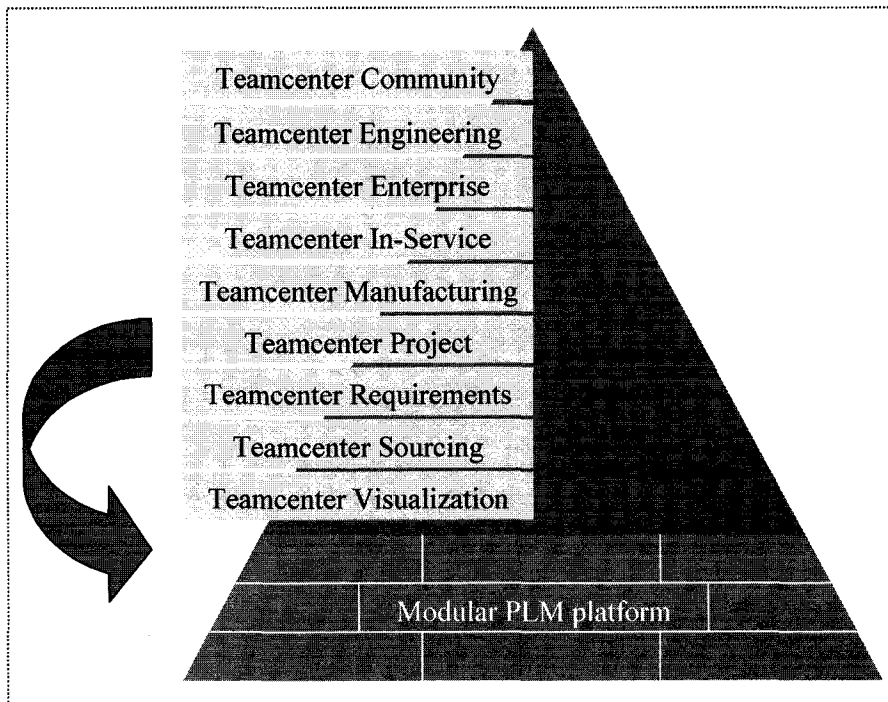 Teamcenter Community
Teamcenter Engineering
Teamcenter Enterprise
Teamcenter In-Service
Teamcenter Manufacturing
Teamcenter Project
Teamcenter Requirements
Teamcenter Sourcing
Teamcenter Visualization
Modular PLM platform